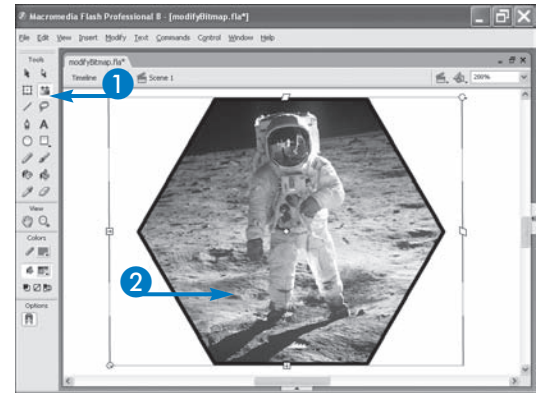 Macromedia Flash Professional 8 - [modifyBitmap.fla*]
File Edit View Insert Modify Text Commands Control Window Help
Tools
modifyBitmap.fla*
Timeline Scene 1 200%
1
A
View
Colors
2
Options